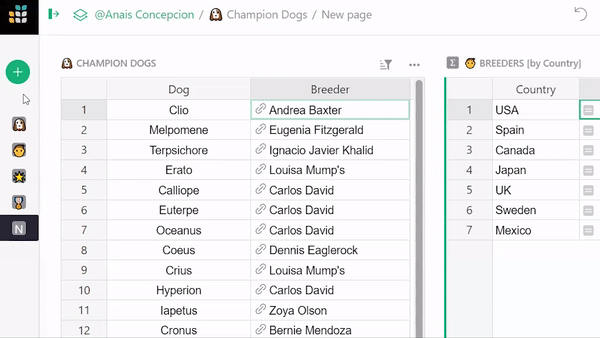 @Anais Concepcion / Champion Dogs / New page
CHAMPION DOGS
Dog Breeder
1 Clio Andrea Baxter
2 Melpomene Eugenia Fitzgerald
3 Terpsichore Ignacio Javier Khalid
4 Erato Louisa Mump's
5 Calliope Carlos David
6 Euterpe Carlos David
7 Oceanus Carlos David
8 Coeus Dennis Eaglerock
9 Crius Louisa Mump's
10 Hyperion Carlos David
11 Iapetus Zoya Olson
12 Cronus Bernie Mendoza
Σ BREEDERS [by Country]
Country
1 USA
2 Spain
3 Canada
4 Japan
5 UK
6 Sweden
7 Mexico
N